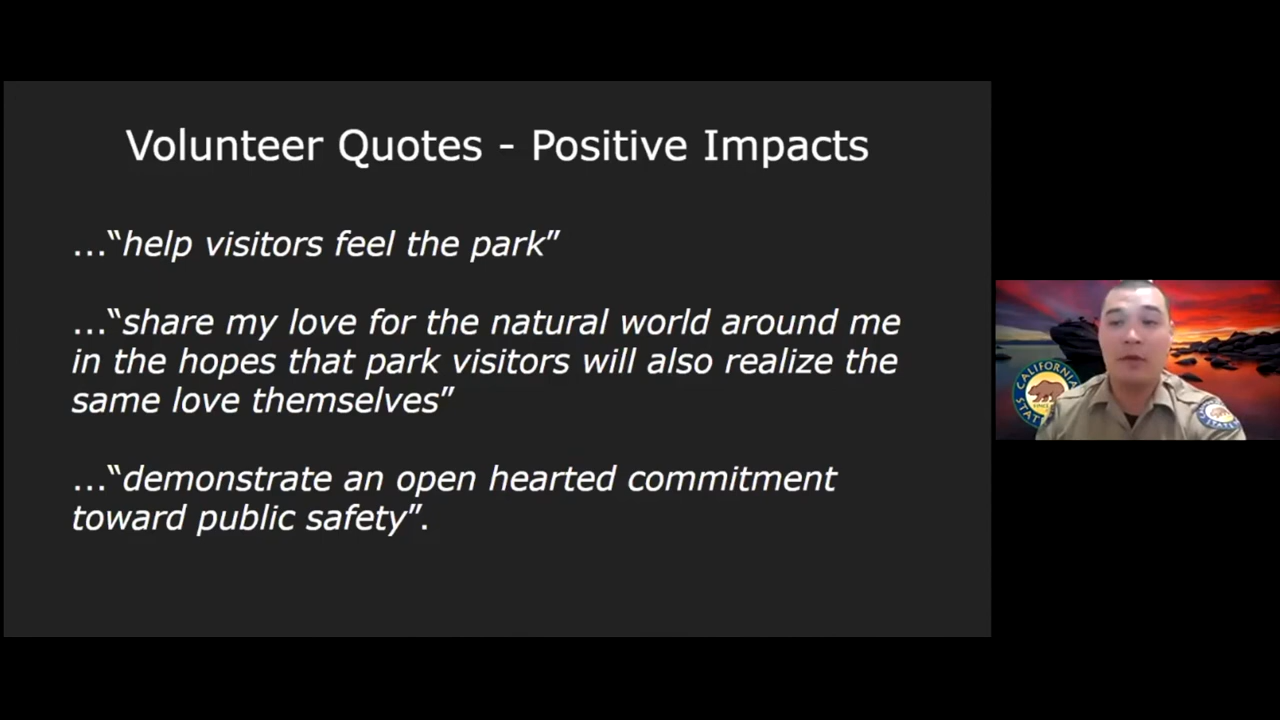 Volunteer Quotes - Positive Impacts
...“help visitors feel the park”
...“share my love for the natural world around me
in the hopes that park visitors will also realize the
same love themselves”
...“demonstrate an open hearted commitment
toward public safety”.
CALIFORNIA
STATE